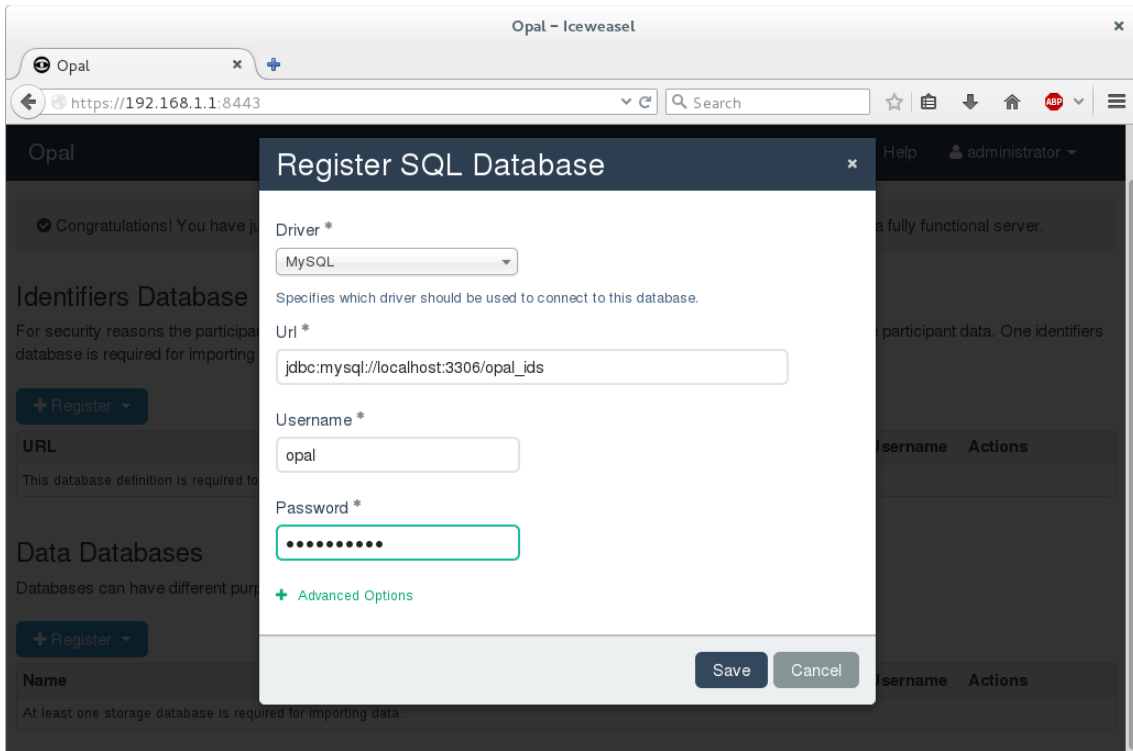 Opal – Iceweasel
Opal
https://192.168.1.1:8443
Search
ABP
Opal
Help
administrator
Register SQL Database
Congratulations! You have ju
a fully functional server.
Driver *
MySQL
Specifies which driver should be used to connect to this database.
Identifiers Database
For security reasons the participa
participant data. One identifiers
database is required for importing
Url *
jdbc:mysql://localhost:3306/opal_ids
Register
Username *
opal
URL
Username
Actions
This database definition is required fo
Password *
••••••••••
Data Databases
Databases can have different purp
Advanced Options
Register
Save
Cancel
Name
Username
Actions
At least one storage database is required for importing data.